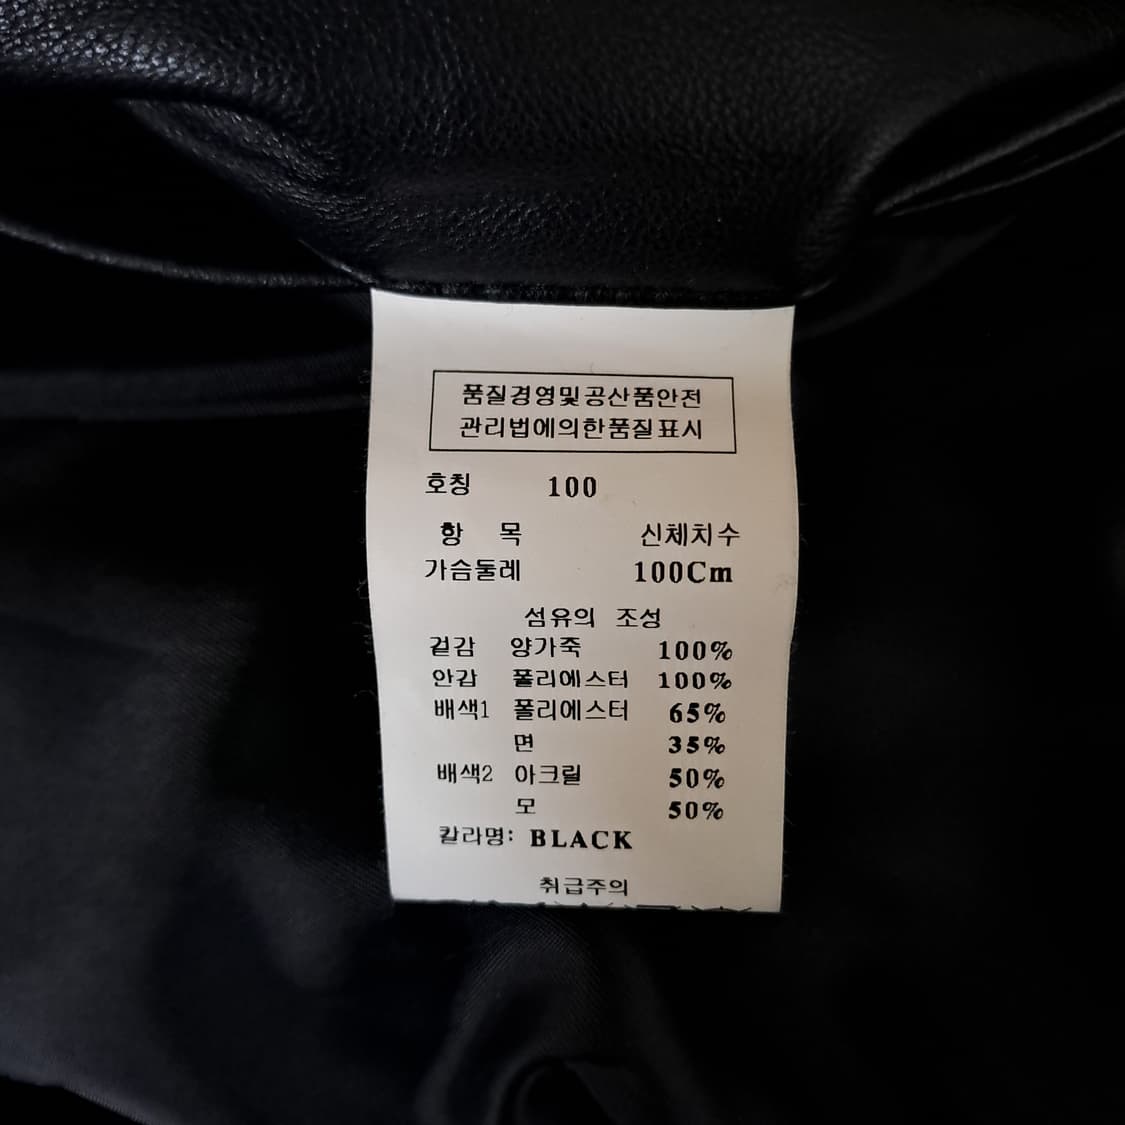 품질경영및공산품안전
관리법에의한품질표시
호칭 100
항 목 신체치수
가슴둘레 100Cm
섬유의 조성
겉감 양가죽 100%
안감 폴리에스터 100%
배색1 폴리에스터 65%
면 35%
배색2 아크릴 50%
모 50%
칼라명: BLACK
취급주의